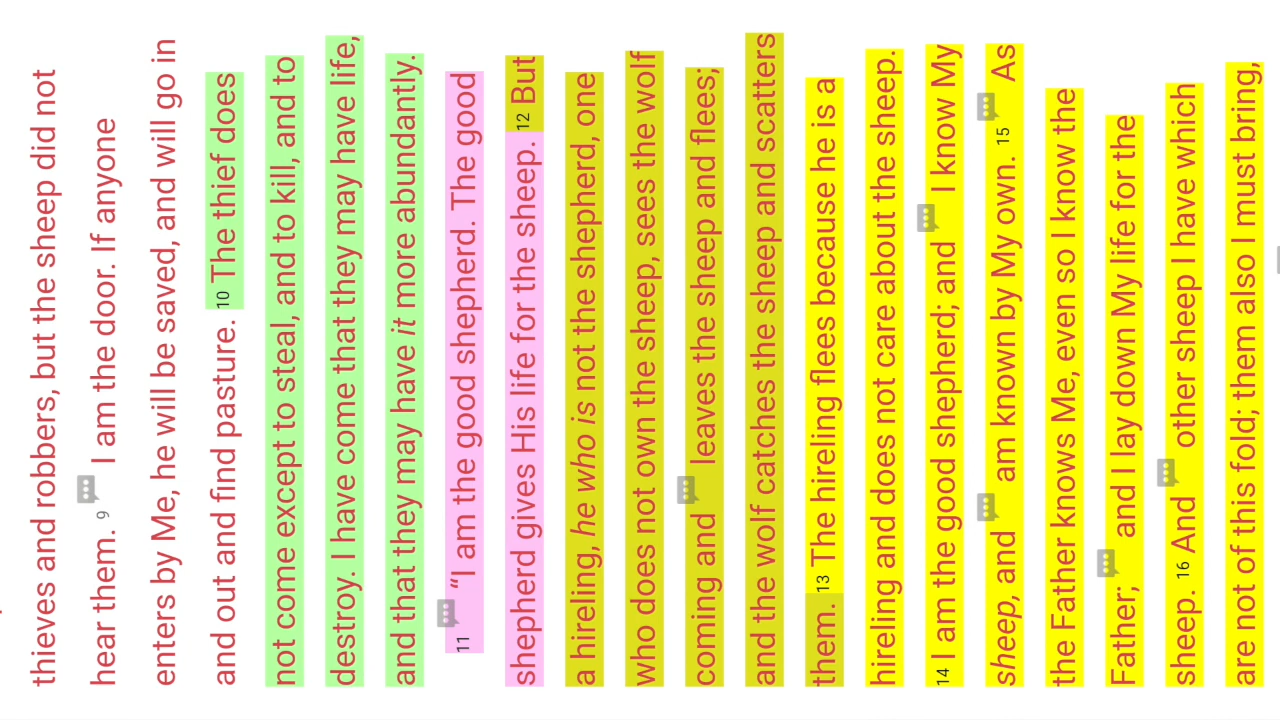 thieves and robbers, but the sheep did not
hear them. 9 I am the door. If anyone
enters by Me, he will be saved, and will go in
and out and find pasture. 10 The thief does
not come except to steal, and to kill, and to
destroy. I have come that they may have life,
and that they may have it more abundantly.
11 “I am the good shepherd. The good
shepherd gives His life for the sheep. 12 But
a hireling, he who is not the shepherd, one
who does not own the sheep, sees the wolf
coming and leaves the sheep and flees;
and the wolf catches the sheep and scatters
them. 13 The hireling flees because he is a
hireling and does not care about the sheep.
14 I am the good shepherd; and I know My
sheep, and am known by My own. 15 As
the Father knows Me, even so I know the
Father; and I lay down My life for the
sheep. 16 And other sheep I have which
are not of this fold; them also I must bring,